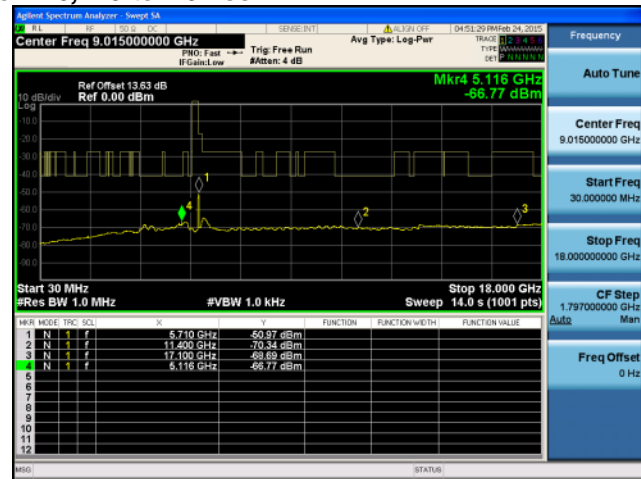 Agilent Spectrum Analyzer - Swept SA
RL RF 50 Ω DC SENSE:INT ALIGN OFF 04:51:29 PM Feb 24, 2015
Center Freq 9.015000000 GHz
PNO: Fast
IFGain:Low
Trig: Free Run
#Atten: 4 dB
Avg Type: Log-Pwr
TRACE 1 2 3 4 5 6
TYPE
DET P N N N N N
Mkr4 5.116 GHz
-66.77 dBm
Ref Offset 13.63 dB
Ref 0.00 dBm
10 dB/div
Log
-10.0
-20.0
-30.0
-40.0
-50.0
-60.0
-70.0
-80.0
-90.0
1
4
2
3
Start 30 MHz
Stop 18.000 GHz
#Res BW 1.0 MHz
#VBW 1.0 kHz
Sweep 14.0 s (1001 pts)
MKR MODE TRC SCL X Y FUNCTION FUNCTION WIDTH FUNCTION VALUE
1 N 1 f 5.710 GHz -50.97 dBm
2 N 1 f 11.400 GHz -70.34 dBm
3 N 1 f 17.100 GHz -68.69 dBm
4 N 1 f 5.116 GHz -66.77 dBm
5
6
7
8
9
10
11
12
MSG
STATUS
Frequency
Auto Tune
Center Freq
9.015000000 GHz
Start Freq
30.000000 MHz
Stop Freq
18.000000000 GHz
CF Step
1.797000000 GHz
Auto Man
Freq Offset
0 Hz